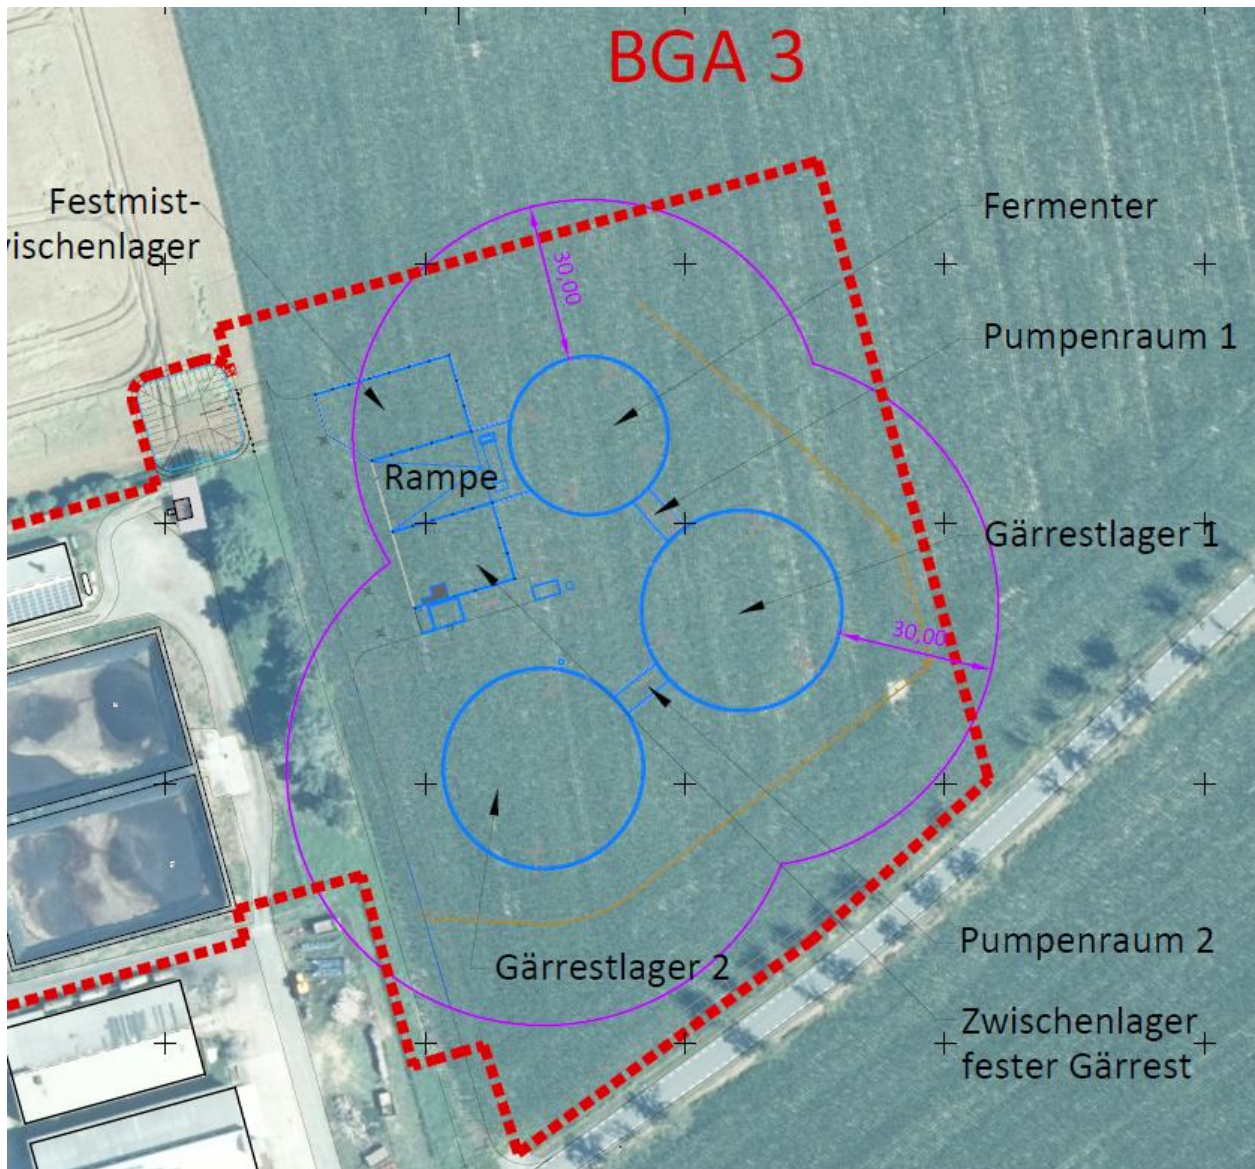 BGA 3
Festmist-
vischenlager
Fermenter
30,00
Pumpenraum 1
Rampe
Gärrestlager 1
30,00
Gärrestlager 2
Pumpenraum 2
Zwischenlager
fester Gärrest